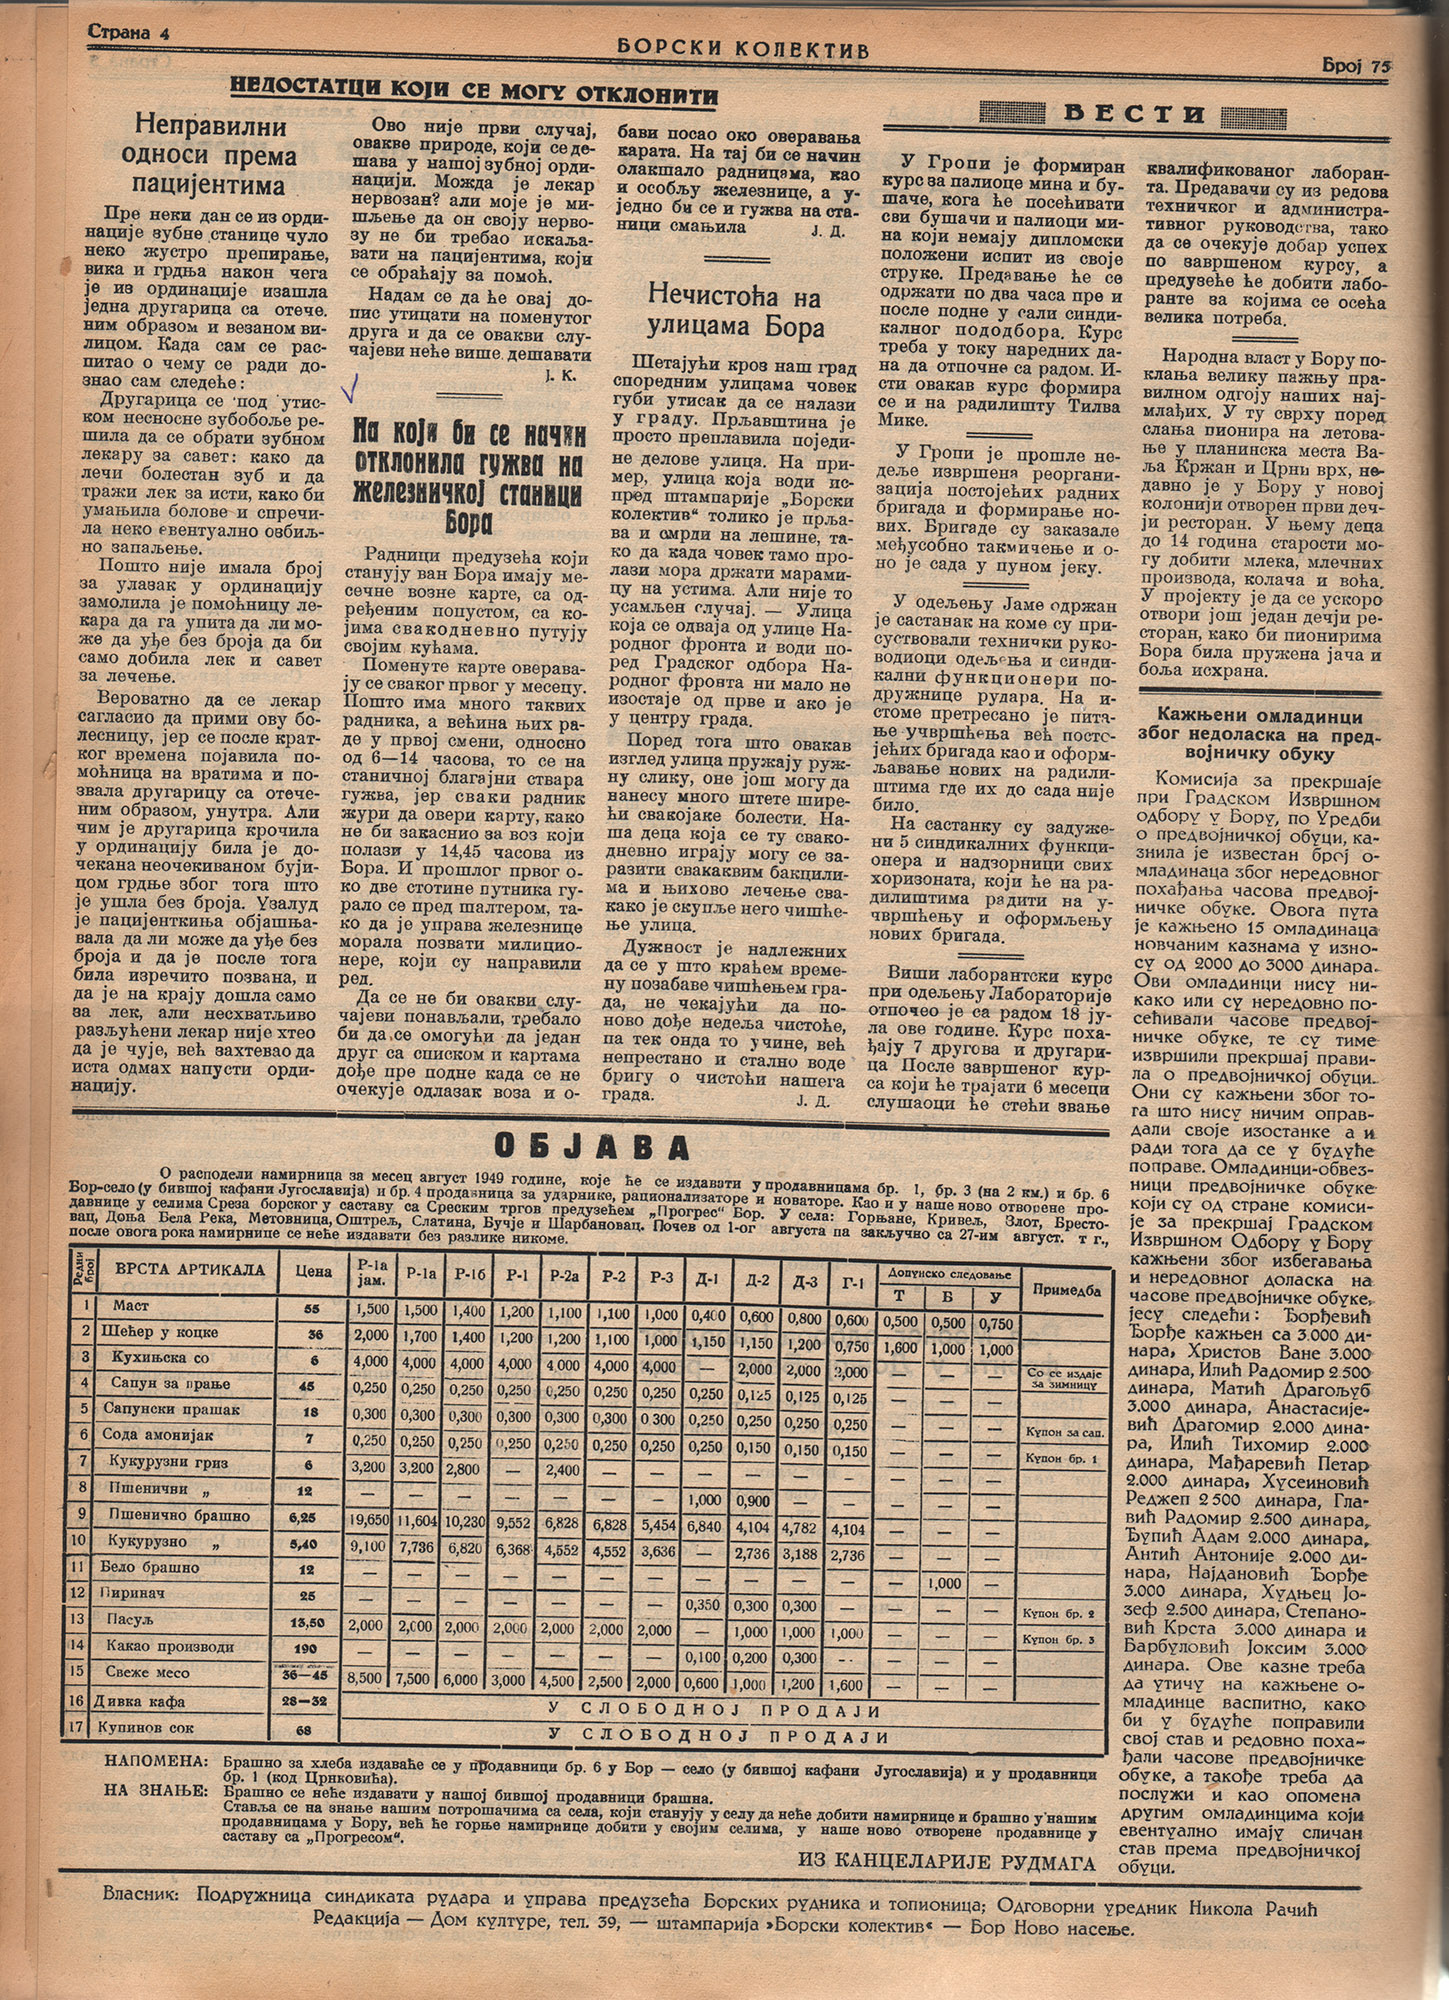 Страна 4
БОРСКИ КОЛЕКТИВ
Број 75
НЕДОСТАТЦИ КОЈИ СЕ МОГУ ОТКЛОНИТИ
Неправилни
односи према
пацијентима
Пре неки дан се из орди-
нације зубне станице чуло
неко жустро препирање,
вика и грдња након чега
је из ординације изашла
једна другарица са отече.
ним образом и везаном ви-
лицом. Када сам се рас-
питао о чему се ради до-
знао сам следеће:
Другарица се под утис-
ком несносне зубобоље ре-
шила да се обрати зубном
лекару за савет: како да
лечи болестан зуб и да
тражи лек за исти, како би
умањила болове и спречи-
ла неко евентуално озбиљ-
но запаљење.
Пошто није имала број
за улазак у ординацију
замолила је помоћницу ле-
кара да га упита да ли мо-
же да уђе без броја да би
само добила лек и савет
за лечење.
Вероватно да се лекар
сагласио да прими ову бо-
лесницу, јер се после крат-
ког времена појавила по-
моћница на вратима и по-
звала другарицу са отече-
ним образом, унутра. Али
чим је другарица крочила
у ординацију била је до-
чекана неочекиваном бује-
цом грдње због тога што
је ушла без броја. Узалуд
је пацијенткиња објашња-
вала да ли може да уђе без
броја и да је после тога
била изречито позвана, и
да је на крају дошла само
за лек, али несхватљиво
разљућени лекар није хтео
да је чује, већ захтевао да
иста одмах напусти орди-
нацију.
Ово није први случај,
овакве природе, који се де-
шава у нашој зубној орди-
нацији. Можда је лекар
нервозан? али моје је ми-
шљење да он своју нерво-
зу не би требао искаља-
вати на пацијентима, који
се обраћају за помоћ.
Надам се да ће овај до-
пис утицати на поменутог
друга и да се овакви слу-
чајеви неће више дешавати
Ј. К.
На који би се начин
отклонила гужва на
железничкој станици
Бора
Радници предузећа који
станују ван Бора имају ме-
сечне возне карте, са од-
ређеним попустом, са ко-
јима свакодневно путују
својим кућама.
Поменуте карте оверава-
ју се сваког првог у месецу.
Пошто има много таквих
радника, а већина њих ра-
де у првој смени, односно
од 6—14 часова, то се на
станичној благајни ствара
гужва, јер сваки радник
жури да овери карту, како
не би закаснио за воз који
полази у 14,45 часова из
Бора. И прошлог првог о-
ко две стотине путника гу-
рало се пред шалтером, та-
ко да је управа железнице
морала позвати милицио-
нере, који су направили
ред.
Да се не би овакви слу-
чајеви понављали, требало
би да се омогући да један
друг са списком и картама
дође пре подне када се не
очекује одлазак воза и о-
бави посао око оверавања
карата. На тај би се начин
олакшало радницама, као
и особљу железнице, а у-
једно би се и гужва на ста-
ници смањила Ј. Д.
Нечистоћа на
улицама Бора
Шетајући кроз наш град
споредним улицама човек
губи утисак да се налази
у граду. Прљавштина је
просто преплавила поједи-
не делове улица. На при-
мер, улица која води ис-
пред штампарије „Борски
колектив“ толико је прља-
ва и смрди на лешине, та-
ко да када човек тамо про-
лази мора држати марами-
цу на устима. Али није то
усамљен случај. — Улица
која се одваја од улице На-
родног фронта и води по-
ред Градског одбора На-
родног фронта ни мало не
изостаје од прве и ако је
у центру града.
Поред тога што овакав
изглед улица пружају руж-
ну слику, оне још могу да
нанесу много штете шире-
ћи свакојаке болести. На-
ша деца која се ту свако-
дневно играју могу се за-
разити свакаквим бацили-
ма и њихово лечење сва-
како је скупље него чишће-
ње улица.
Дужност је надлежних
да се у што краћем време-
ну позабаве чишћењем гра-
да, не чекајући да по-
ново дође недеља чистоће,
па тек онда то учине, већ
непрестано и стално воде
бригу о чистоћи нашега
града. Ј. Д.
ВЕСТИ
У Гропи је формиран
курс за палиоце мина и бу-
шаче, кога ће посећивати
сви бушачи и палиоци ми-
на који немају дипломски
положени испит из своје
струке. Предавање ће се
одржати по два часа пре и
после подне у сали синди-
калног пододбора. Курс
треба у току наредних да-
на да отпочне са радом. И-
сти овакав курс формира
се и на радилишту Тилва
Мике.
У Гропи је прошле не-
деље извршена реоргани-
зација постојећих радних
бригада и формирање но-
вих. Бригаде су заказале
међусобно такмичење и о-
но је сада у пуном јеку.
У одељењу Јаме одржан
је састанак на коме су при-
суствовали технички руко-
водиоци одељења и синди-
кални функционери по-
дружнице рудара. На и-
стоме претресано је пита-
ње учвршћења већ посто-
јећих бригада као и оформ-
љавање нових на радили-
штима где их до сада није
било.
На састанку су задуже-
ни 5 синдикалних функци-
онера и надзорници свих
хоризоната, који ће на ра-
дилиштима радити на у-
чвршћењу и оформљењу
нових бригада.
Виши лаборантски курс
при одељењу Лабораторије
отпочео је са радом 18 ју-
ла ове године. Курс поха-
ђају 7 другова и другари-
ца После завршеног кур-
са који ће трајати 6 месеци
слушаоци ће стећи звање
квалификованог лаборан-
та. Предавачи су из редова
техничког и администра-
тивног руководства, тако
да се очекује добар успех
по завршеном курсу, а
предузеће ће добити лабо-
ранте за којима се осећа
велика потреба.
Народна власт у Бору по-
клања велику пажњу пра-
вилном одгоју наших нај-
млађих. У ту сврху поред
слања пионира на летова-
ње у планинска места Ва-
ља Кржан и Црни врх, не-
давно је у Бору у новој
колонији отворен први деч-
ји ресторан. У њему деца
до 14 година старости мо-
гу добити млека, млечних
производа, колача и воћа.
У пројекту је да се ускоро
отвори још један дечји ре-
сторан, како би пионирима
Бора била пружена јача и
боља исхрана.
Кажњени омладинци
због недоласка на пред-
војничку обуку
Комисија за прекршаје
при Градском Извршном
одбору у Бору, по Уредби
о предвојничкој обуци, ка-
знила је известан број о-
младинаца због нередовног
похађања часова предвој-
ничке обуке. Овога пута
је кажњено 15 омладинаца
новчаним казнама у изно-
су од 2000 до 3000 динара.
Ови омладинци нису ни-
како или су нередовно по-
сећивали часове предвој-
ничке обуке, те су тиме
извршили прекршај прави-
ла о предвојничкој обуци.
Они су кажњени због то-
га што нису ничим оправ-
дали своје изостанке а и
ради тога да се у будуће
поправе. Омладинци-обвез-
ници предвојничке обуке
који су од стране комиси-
је за прекршај Градском
Извршном Одбору у Бору
кажњени због избегавања
и нередовног доласка на
часове предвојничке обуке,
јесу следећи: Ђорђевић
Ђорђе кажњен са 3.000 ди-
нара, Христов Ване 3.000
динара, Илић Радомир 2.500
динара, Матић Драгољуб
3.000 динара, Анастасије-
вић Драгомир 2.000 дина-
ра, Илић Тихомир 2.000
динара, Мађаревић Петар
2.000 динара, Хусеиновић
Реджеп 2 500 динара, Гла-
вић Радомир 2.500 динара,
Ђупић Адам 2.000 динара,
Антић Антоније 2.000 ди-
нара, Најдановић Ђорђе
3.000 динара, Худњец Јо-
зеф 2.500 динара, Степано-
вић Крста 3.000 динара и
Барбуловић Јоксим 3.000
динара. Ове казне треба
да утичу на кажњене о-
младинце васпитно, како
би у будуће поправили
свој став и редовно поха-
ђали часове предвојничке
обуке, а такође треба да
послужи и као опомена
другим омладинцима који
евентуално имају сличан
став према предвојничкој
обуци.
ОБЈАВА
О расподели намирница за месец август 1949 године, које ће се издавати у продавницама бр. 1, бр. 3 (на 2 км.) и бр. 6
Бор-село (у бившој кафани Југославија) и бр. 4 продавница за ударнике, рационализаторе и новаторе. Као и у наше ново отворене про-
давнице у селима Среза борског у саставу са Среским тргов предузећем „Прогрес“ Бор. У села: Горњане, Кривељ, Злот, Бресто-
вац, Доња Бела Река, Метовница, Оштрељ, Слатина, Бучје и Шарбановац. Почев од 1-ог августа па закључно са 27-им август. т г.,
после овога рока намирнице се неће издавати без разлике никоме.
Редни број | ВРСТА АРТИКАЛА | Цена | Р-1а јам. | Р-1а | Р-1б | Р-1 | Р-2а | Р-2 | Р-3 | Д-1 | Д-2 | Д-3 | Г-1 | Допунско следовање Т | Б | У | Примедба
1 Маст 55 1,500 1,500 1,400 1,200 1,100 1,100 1,000 0,400 0,600 0,800 0,600 0,500 0,500 0,750
2 Шећер у коцке 36 2,000 1,700 1,400 1,200 1,200 1,100 1,000 1,150 1,150 1,200 0,750 1,600 1,000 1,000
3 Кухињска со 6 4,000 4,000 4,000 4,000 4.000 4,000 4,000 — 2,000 2,000 2,000 — — — Со се издаје за зимницу
4 Сапун за прање 45 0,250 0,250 0,250 0,250 0,250 0,250 0,250 0,250 0,125 0,125 0,125 — — —
5 Сапунски прашак 18 0,300 0,300 0,300 0,300 0,300 0,300 0 300 0,250 0,250 0,250 0,250 — — — Купон за сап.
6 Сода амонијак 7 0,250 0,250 0,250 0,250 0,250 0,250 0,250 0,250 0,150 0,150 0,150 — — — Купон бр. 1
7 Кукурузни гриз 6 3,200 3,200 2,800 — 2,400 — — — — — — — — —
8 Пшенични „ 12 — — — — — — — 1,000 0,900 — — — — —
9 Пшенично брашно 6,25 19,650 11,604 10,230 9,552 6,828 6,828 5,454 6,840 4,104 4,782 4,104 — — —
10 Кукурузно „ 5,40 9,100 7,736 6,820 6,368 4,552 4,552 3,636 — 2,736 3,188 2,736 — — —
11 Бело брашно 12 — — — — — — — — — — — — 1,000 —
12 Пиринач 25 — — — — — — — 0,350 0,300 0,300 — — — — Купон бр. 2
13 Пасуљ 13,50 2,000 2,000 2,000 2,000 2,000 2,000 2,000 — 1,000 1,000 1,000 — — — Купон бр. 3
14 Какао производи 190 — — — — — — — 0,100 0,200 0,300 - — — —
15 Свеже месо 36—45 8,500 7,500 6,000 3,000 4,500 2,500 2,000 0,600 1,000 1,200 1,600 — — —
16 Дивка кафа 28—32 У СЛОБОДНОЈ ПРОДАЈИ
17 Купинов сок 68 У СЛОБОДНОЈ ПРОДАЈИ
НАПОМЕНА: Брашно за хлеба издаваће се у продавници бр. 6 у Бор — село (у бившој кафани Југославија) и у продавници
бр. 1 (код Црнковића).
НА ЗНАЊЕ: Брашно се неће издавати у нашој бившој продавници брашна.
Ставља се на знање нашим потрошачима са села, који станују у селу да неће добити намирнице и брашно у нашим
продавницама у Бору, већ ће горње намирнице добити у својим селима, у наше ново отворене продавнице у
саставу са „Прогресом“.
ИЗ КАНЦЕЛАРИЈЕ РУДМАГА
Власник: Подружница синдиката рудара и управа предузећа Борских рудника и топионица; Одговорни уредник Никола Рачић
Редакција — Дом културе, тел. 39, — штампарија »Борски колектив« — Бор Ново насеље.